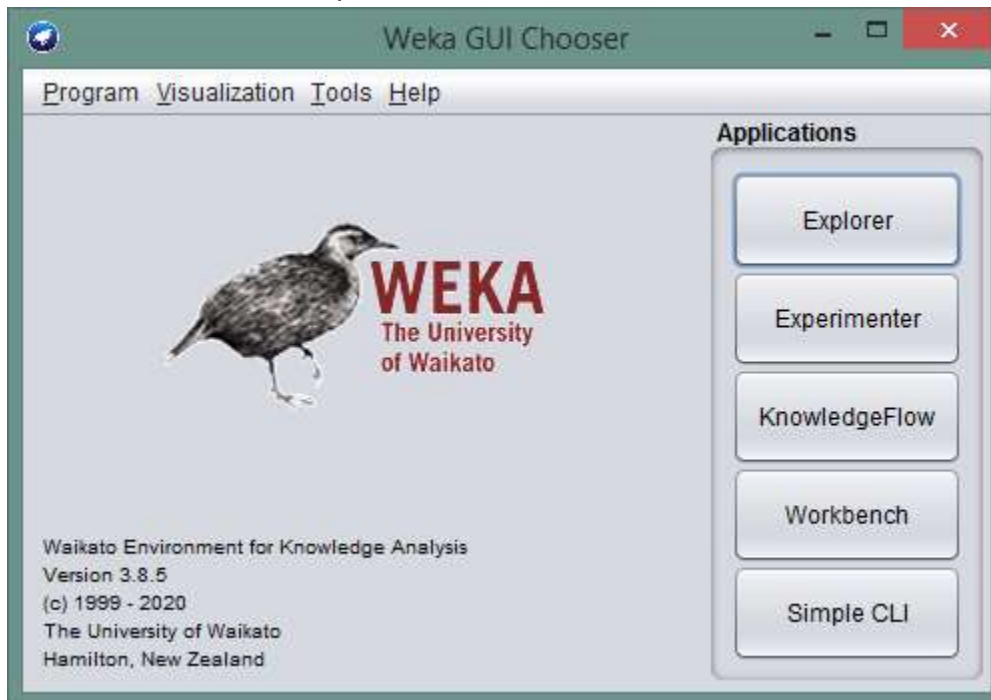 Weka GUI Chooser
Program Visualization Tools Help
Applications
Explorer
Experimenter
KnowledgeFlow
Workbench
Simple CLI
WEKA
The University
of Waikato
Waikato Environment for Knowledge Analysis
Version 3.8.5
(c) 1999 - 2020
The University of Waikato
Hamilton, New Zealand